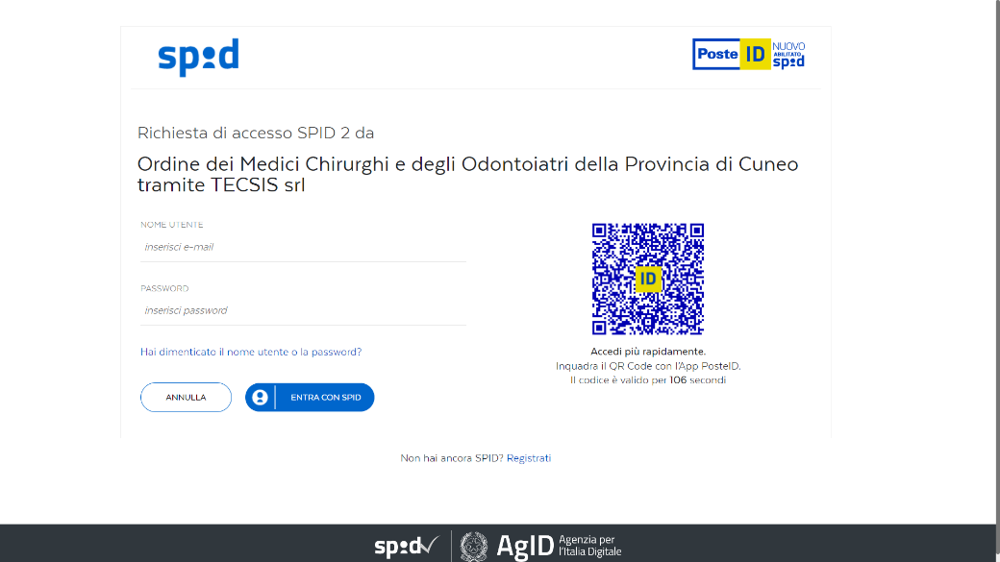 spid
Poste ID NUOVO ABILITATO spid
Richiesta di accesso SPID 2 da
Ordine dei Medici Chirurghi e degli Odontoiatri della Provincia di Cuneo
tramite TECSIS srl
NOME UTENTE
inserisci e-mail
PASSWORD
inserisci password
Hai dimenticato il nome utente o la password?
ANNULLA
ENTRA CON SPID
ID
Accedi più rapidamente.
Inquadra il QR Code con l'App PosteID.
Il codice è valido per 106 secondi
Non hai ancora SPID? Registrati
spid
AgID Agenzia per
l'Italia Digitale